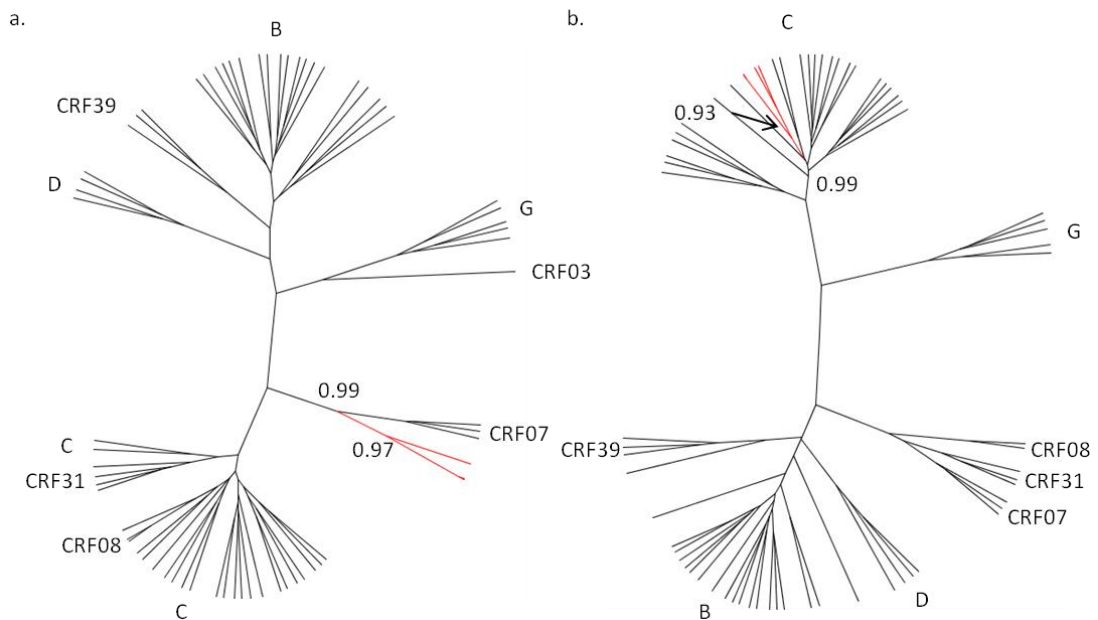 a.
B
CRF39
D
G
CRF03
0.99
0.97
CRF07
C
CRF31
CRF08
C
b.
C
0.93
0.99
G
CRF39
CRF08
CRF31
CRF07
B
D